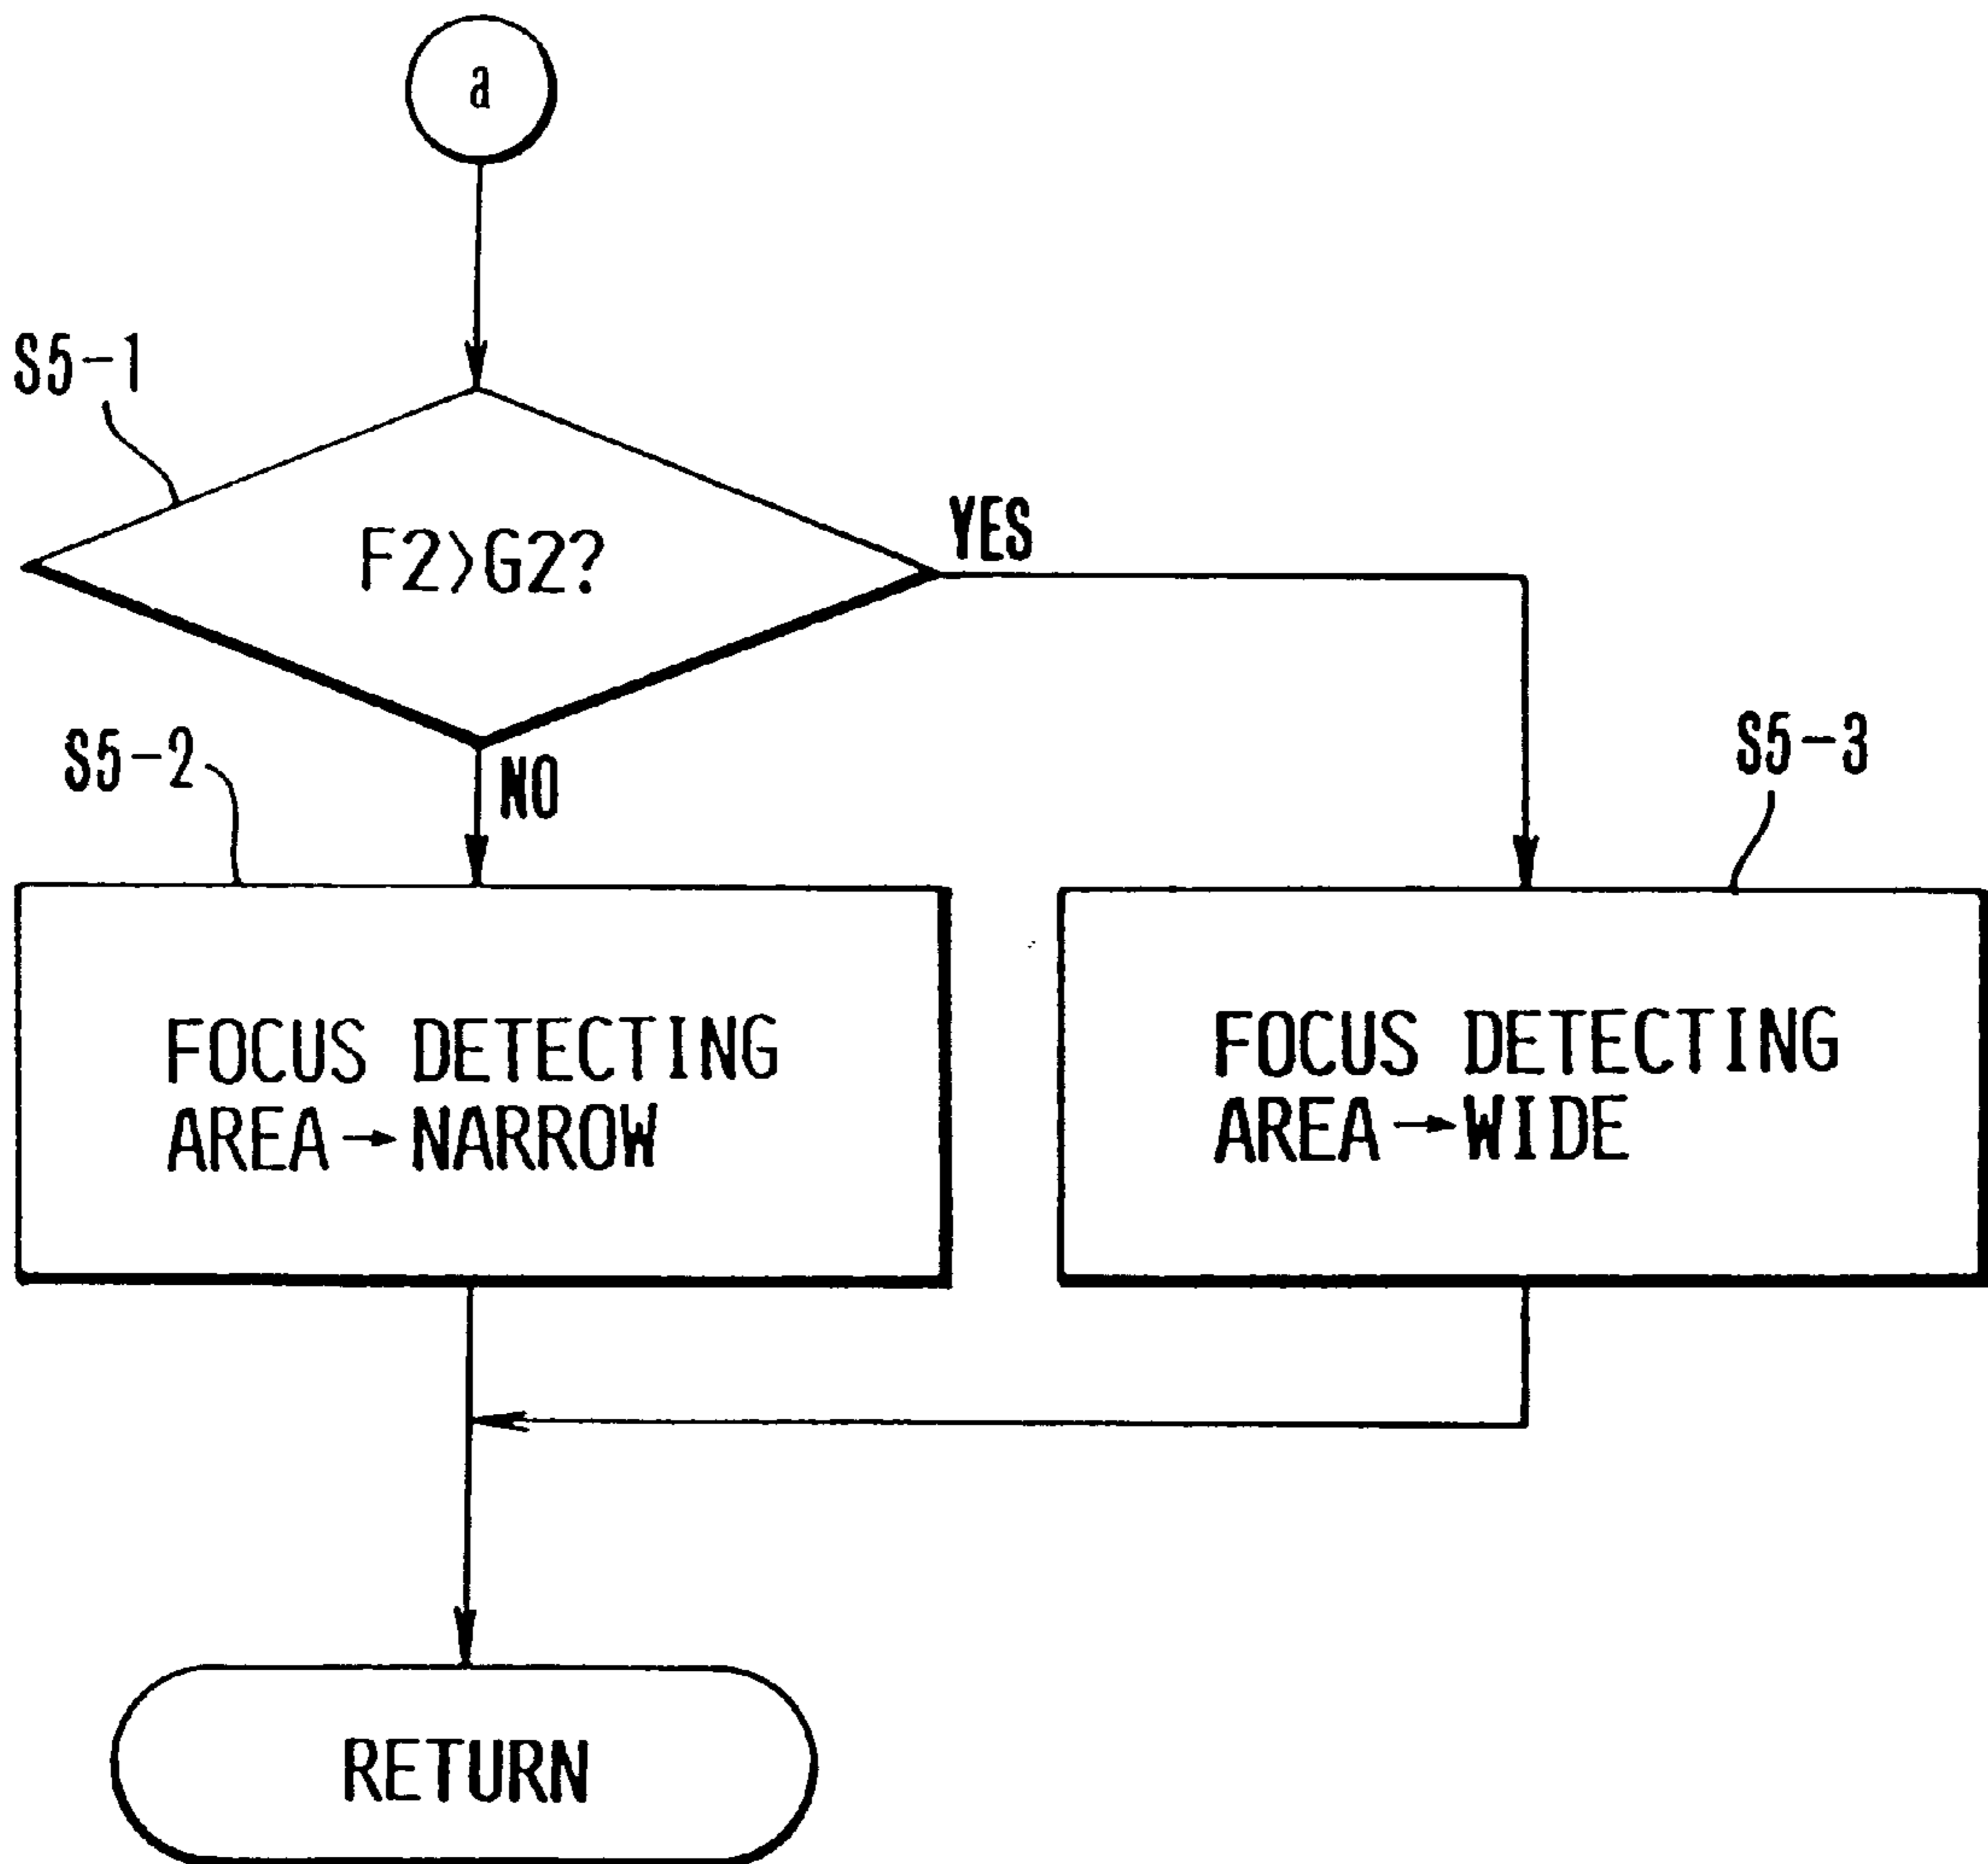 a
S5-1
F2>G2?
YES
S5-2
NO
S5-3
FOCUS DETECTING
AREA→NARROW
FOCUS DETECTING
AREA→WIDE
RETURN